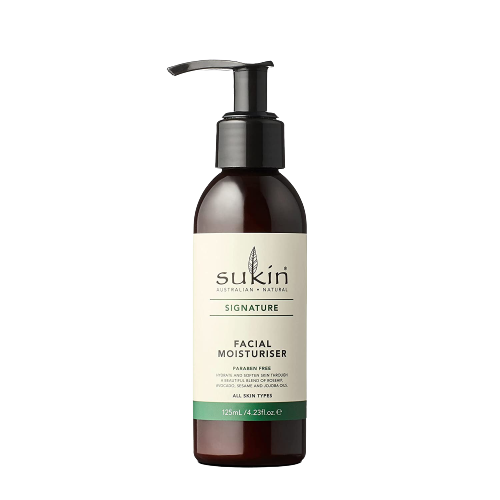 sukin®
AUSTRALIAN • NATURAL
SIGNATURE
FACIAL
MOISTURISER
PARABEN FREE
HYDRATE AND SOFTEN SKIN THROUGH
A BEAUTIFUL BLEND OF ROSEHIP,
AVOCADO, SESAME AND JOJOBA OILS.
ALL SKIN TYPES
125mL/4.23fl.oz.℮